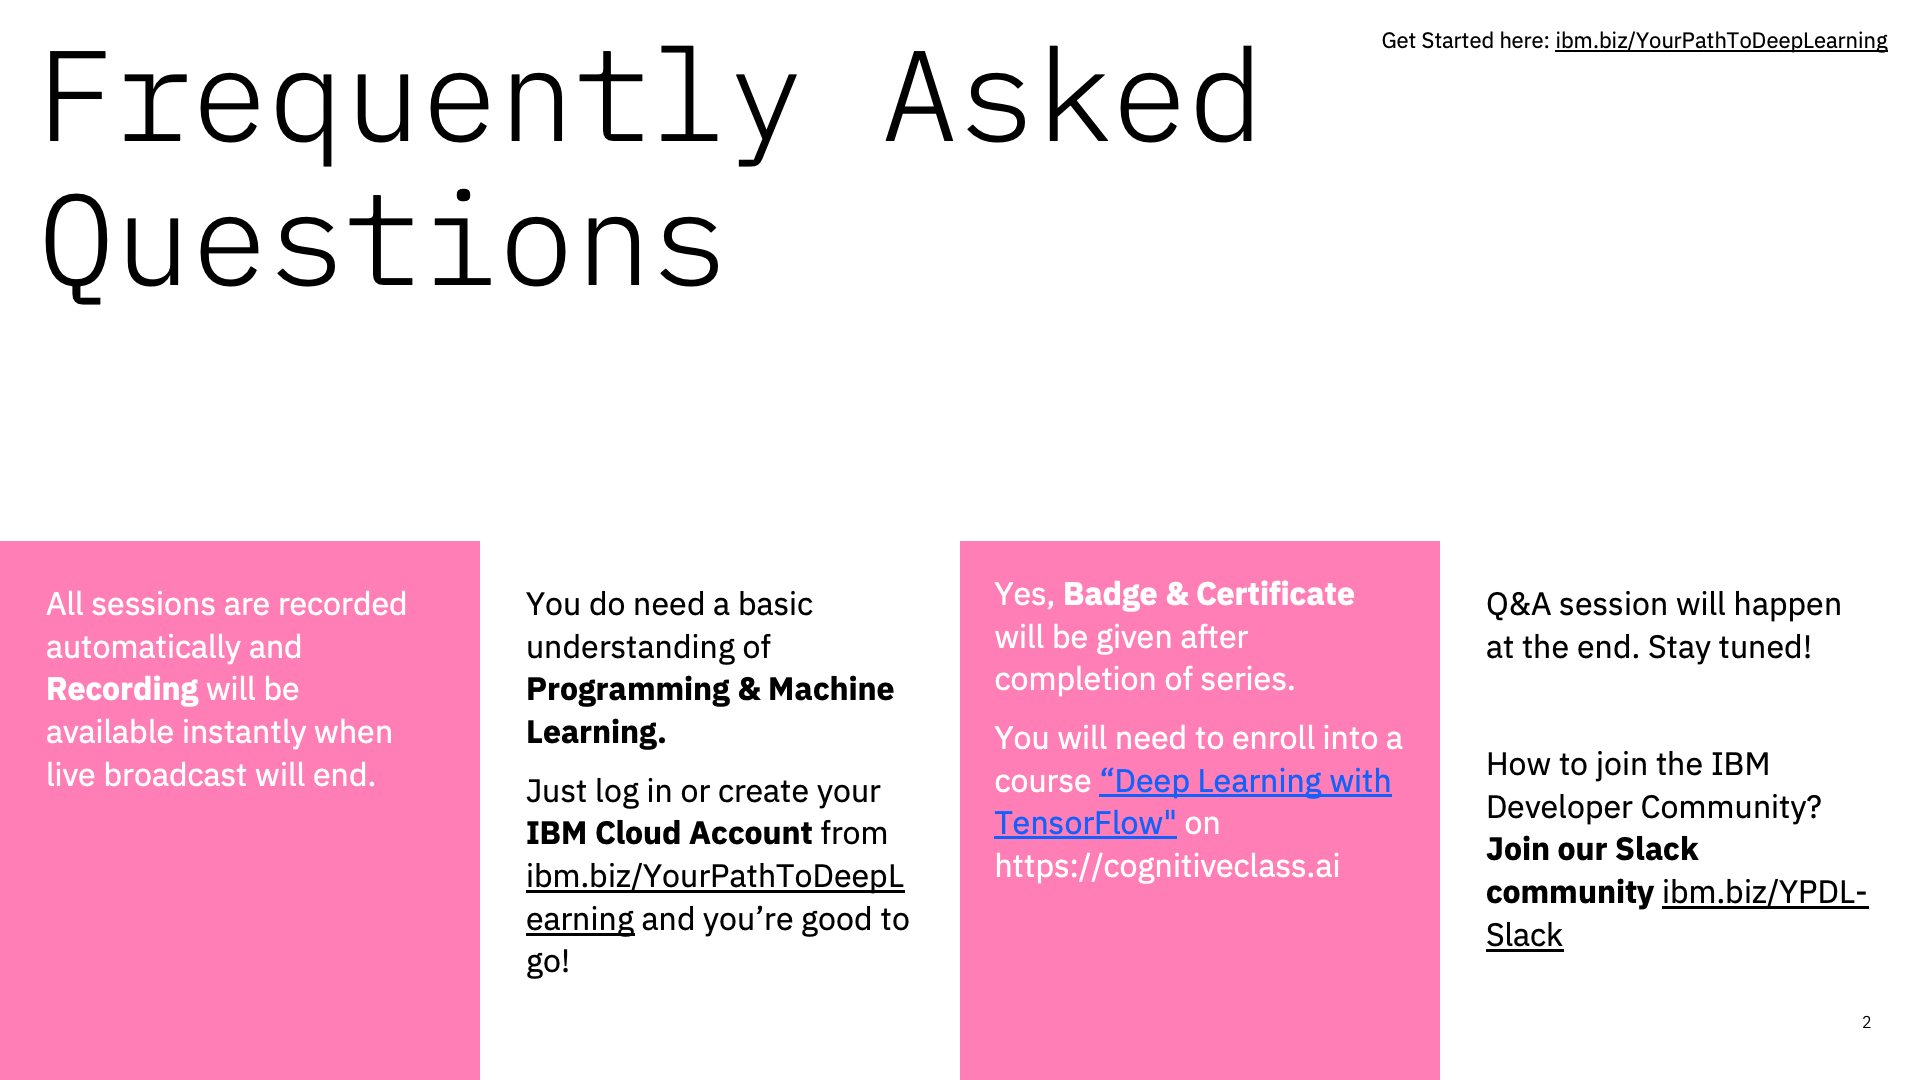 Get Started here: ibm.biz/YourPathToDeepLearning
Frequently Asked
Questions
All sessions are recorded
automatically and
Recording will be
available instantly when
live broadcast will end.
You do need a basic
understanding of
Programming & Machine
Learning.
Just log in or create your
IBM Cloud Account from
ibm.biz/YourPathToDeepL
earning and you’re good to
go!
Yes, Badge & Certificate
will be given after
completion of series.
You will need to enroll into a
course “Deep Learning with
TensorFlow" on
https://cognitiveclass.ai
Q&A session will happen
at the end. Stay tuned!
How to join the IBM
Developer Community?
Join our Slack
community ibm.biz/YPDL-
Slack
2